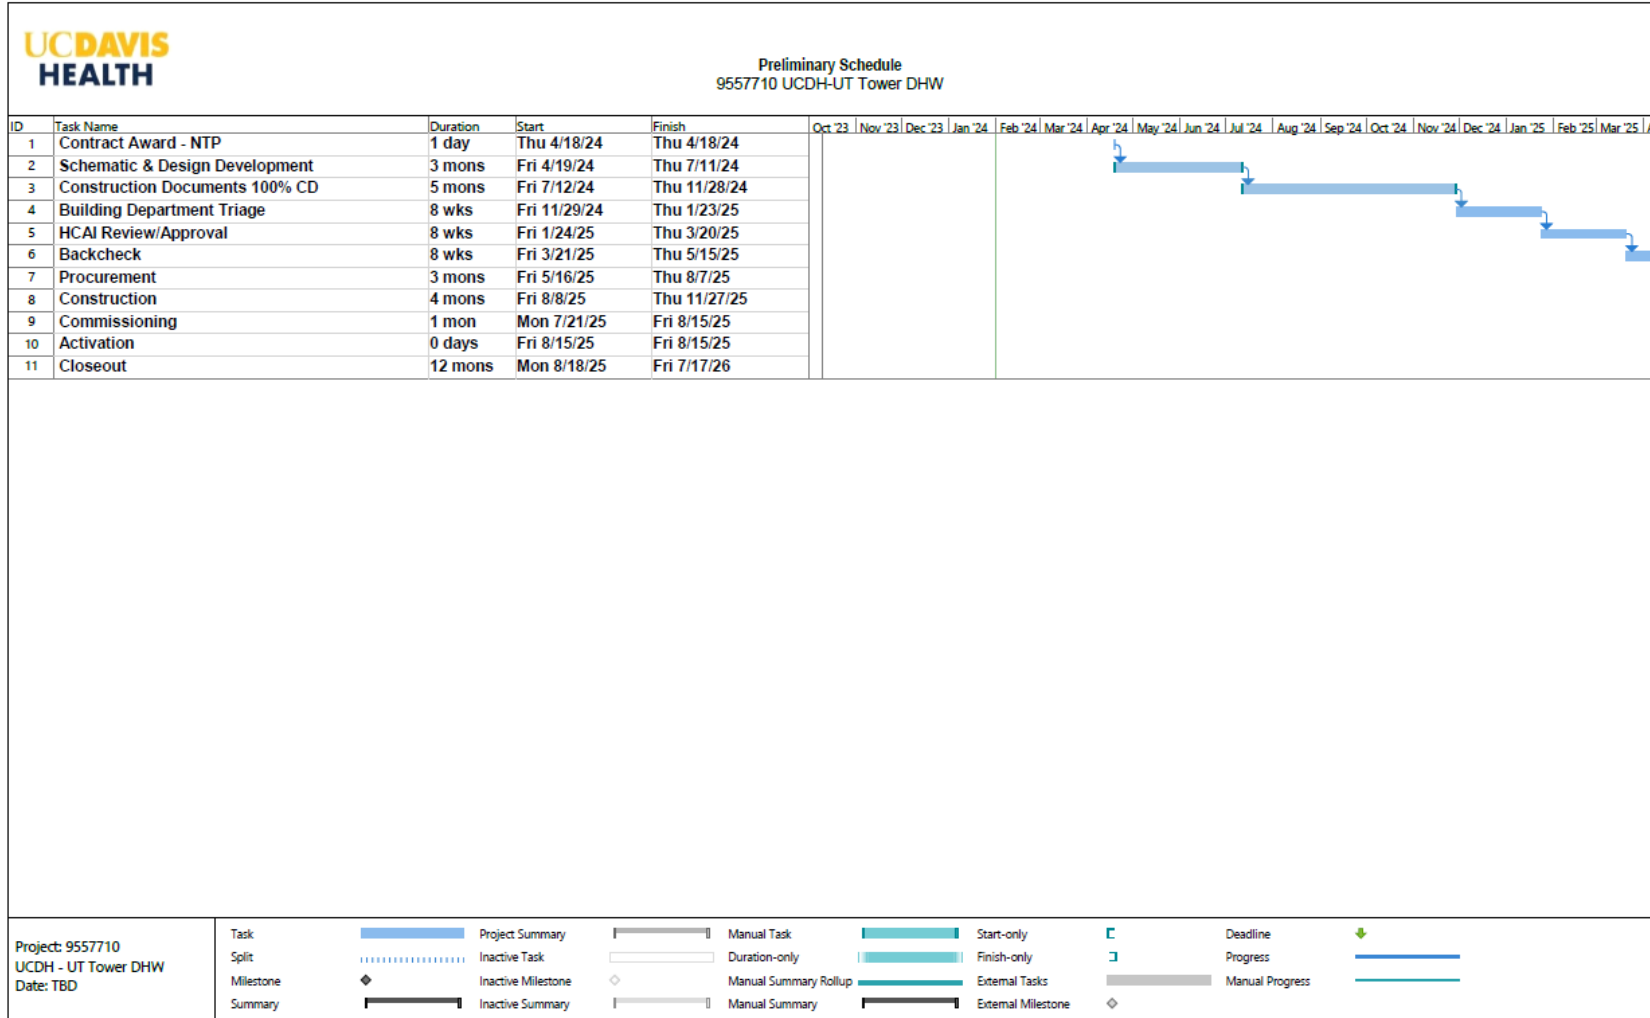 UCDAVIS
HEALTH
Preliminary Schedule
9557710 UCDH-UT Tower DHW
ID Task Name Duration Start Finish Oct '23 Nov '23 Dec '23 Jan '24 Feb '24 Mar '24 Apr '24 May '24 Jun '24 Jul '24 Aug '24 Sep '24 Oct '24 Nov '24 Dec '24 Jan '25 Feb '25 Mar '25
1 Contract Award - NTP 1 day Thu 4/18/24 Thu 4/18/24
2 Schematic & Design Development 3 mons Fri 4/19/24 Thu 7/11/24
3 Construction Documents 100% CD 5 mons Fri 7/12/24 Thu 11/28/24
4 Building Department Triage 8 wks Fri 11/29/24 Thu 1/23/25
5 HCAI Review/Approval 8 wks Fri 1/24/25 Thu 3/20/25
6 Backcheck 8 wks Fri 3/21/25 Thu 5/15/25
7 Procurement 3 mons Fri 5/16/25 Thu 8/7/25
8 Construction 4 mons Fri 8/8/25 Thu 11/27/25
9 Commissioning 1 mon Mon 7/21/25 Fri 8/15/25
10 Activation 0 days Fri 8/15/25 Fri 8/15/25
11 Closeout 12 mons Mon 8/18/25 Fri 7/17/26
Project: 9557710
UCDH - UT Tower DHW
Date: TBD
Task Project Summary Manual Task Start-only Deadline
Split Inactive Task Duration-only Finish-only Progress
Milestone Inactive Milestone Manual Summary Rollup External Tasks Manual Progress
Summary Inactive Summary Manual Summary External Milestone